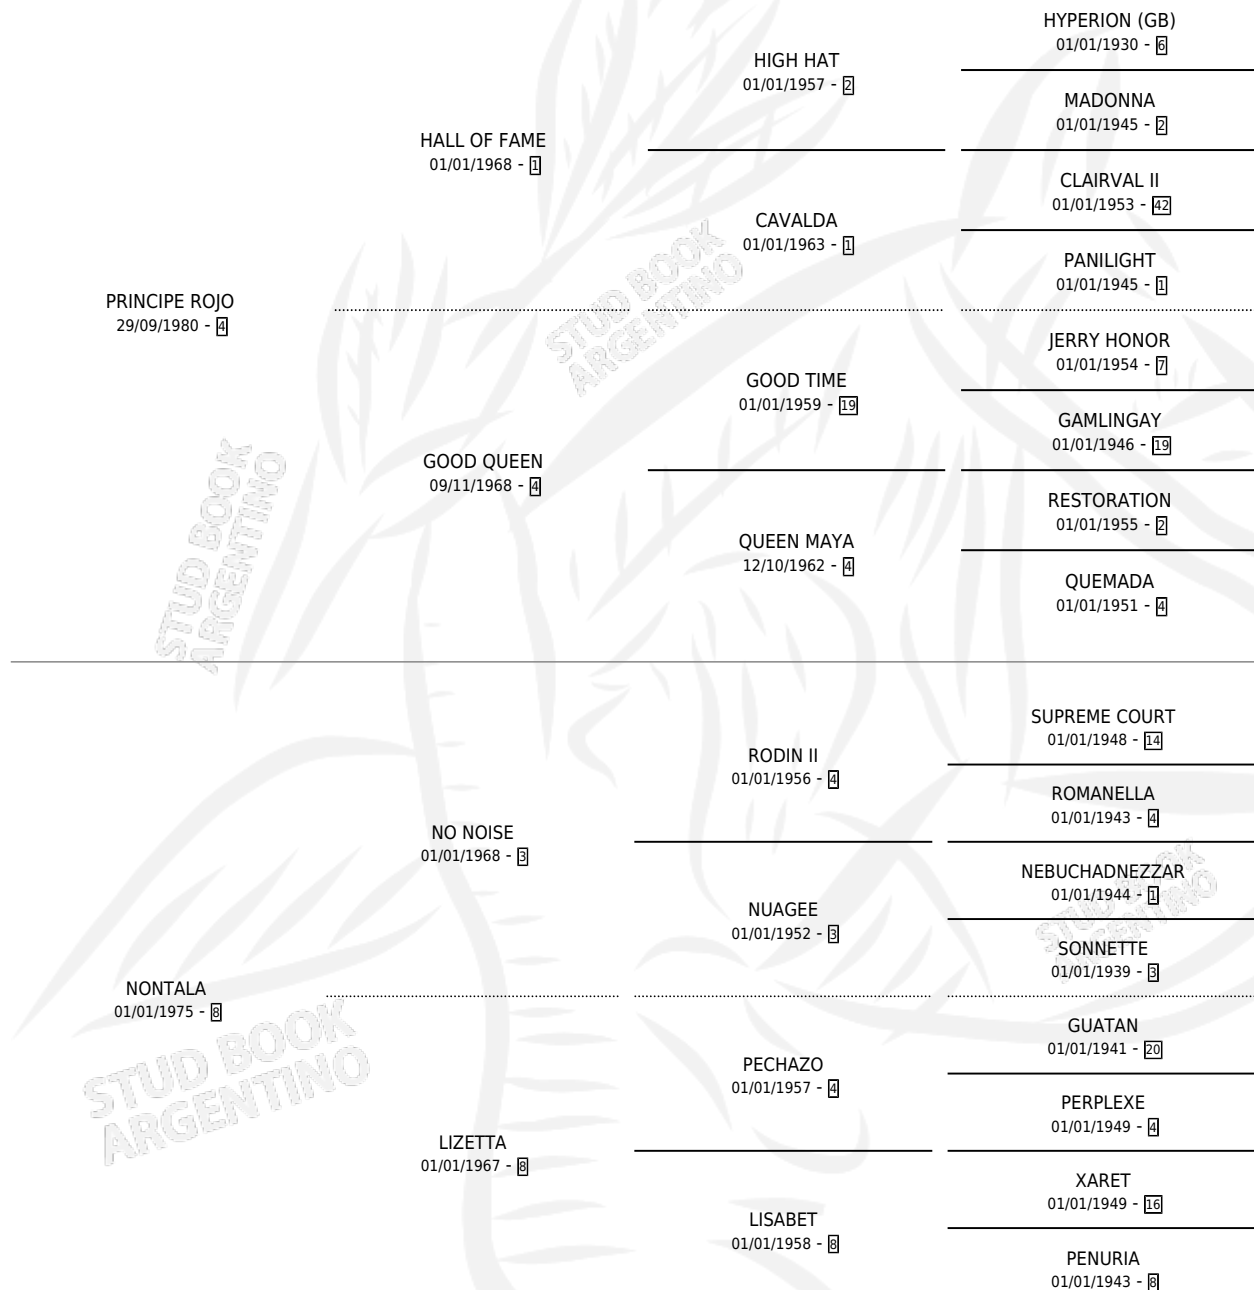 HYPERION (GB)
01/01/1930 - 6
HIGH HAT
01/01/1957 - 2
MADONNA
01/01/1945 - 2
HALL OF FAME
01/01/1968 - 1
CLAIRVAL II
01/01/1953 - 42
CAVALDA
01/01/1963 - 1
PANILIGHT
01/01/1945 - 1
PRINCIPE ROJO
29/09/1980 - 4
JERRY HONOR
01/01/1954 - 7
GOOD TIME
01/01/1959 - 19
GAMLINGAY
01/01/1946 - 19
GOOD QUEEN
09/11/1968 - 4
RESTORATION
01/01/1955 - 2
QUEEN MAYA
12/10/1962 - 4
QUEMADA
01/01/1951 - 4
SUPREME COURT
01/01/1948 - 14
RODIN II
01/01/1956 - 4
ROMANELLA
01/01/1943 - 4
NO NOISE
01/01/1968 - 3
NEBUCHADNEZZAR
01/01/1944 - 1
NUAGEE
01/01/1952 - 3
SONNETTE
01/01/1939 - 3
NONTALA
01/01/1975 - 8
GUATAN
01/01/1941 - 20
PECHAZO
01/01/1957 - 4
PERPLEXE
01/01/1949 - 4
LIZETTA
01/01/1967 - 8
XARET
01/01/1949 - 16
LISABET
01/01/1958 - 8
PENURIA
01/01/1943 - 8
STUD BOOK
ARGENTINO
STUD BOOK
ARGENTINO
STUD BOOK
ARGENTINO
STUD BOOK
ARGENTINO